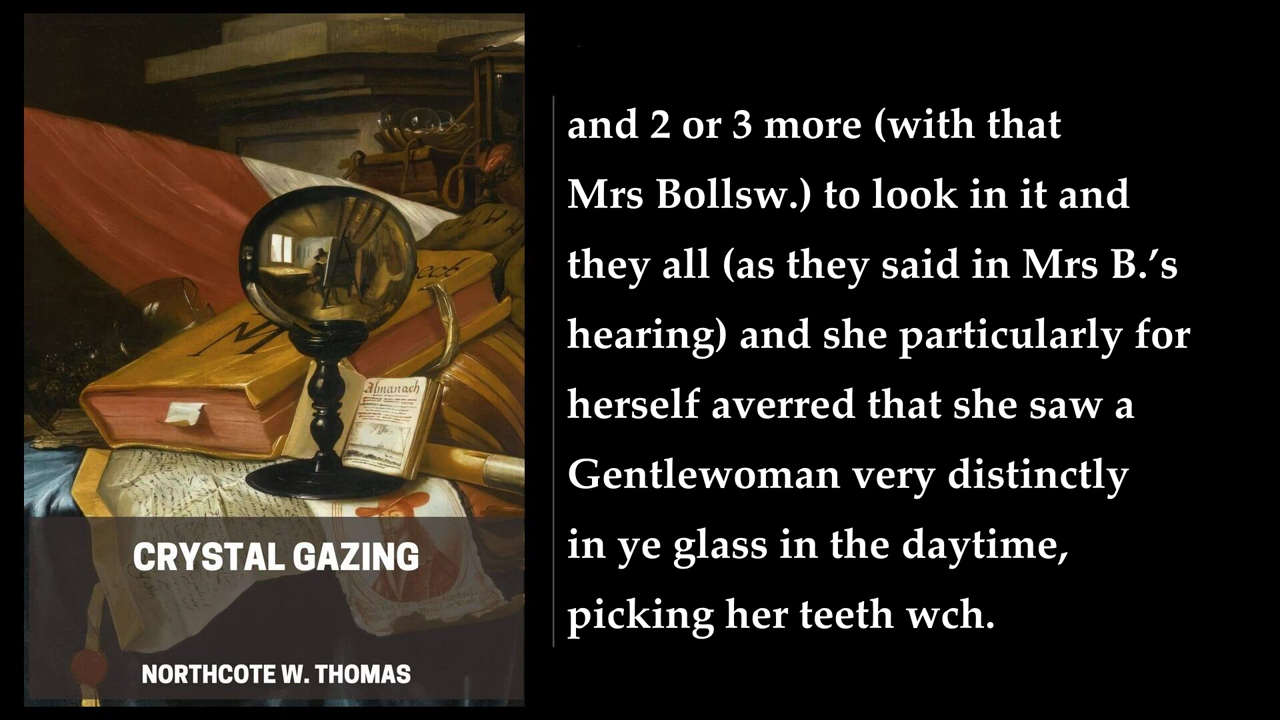 Almanach
M
CRYSTAL GAZING
NORTHCOTE W. THOMAS
and 2 or 3 more (with that
Mrs Bollsw.) to look in it and
they all (as they said in Mrs B.’s
hearing) and she particularly for
herself averred that she saw a
Gentlewoman very distinctly
in ye glass in the daytime,
picking her teeth wch.